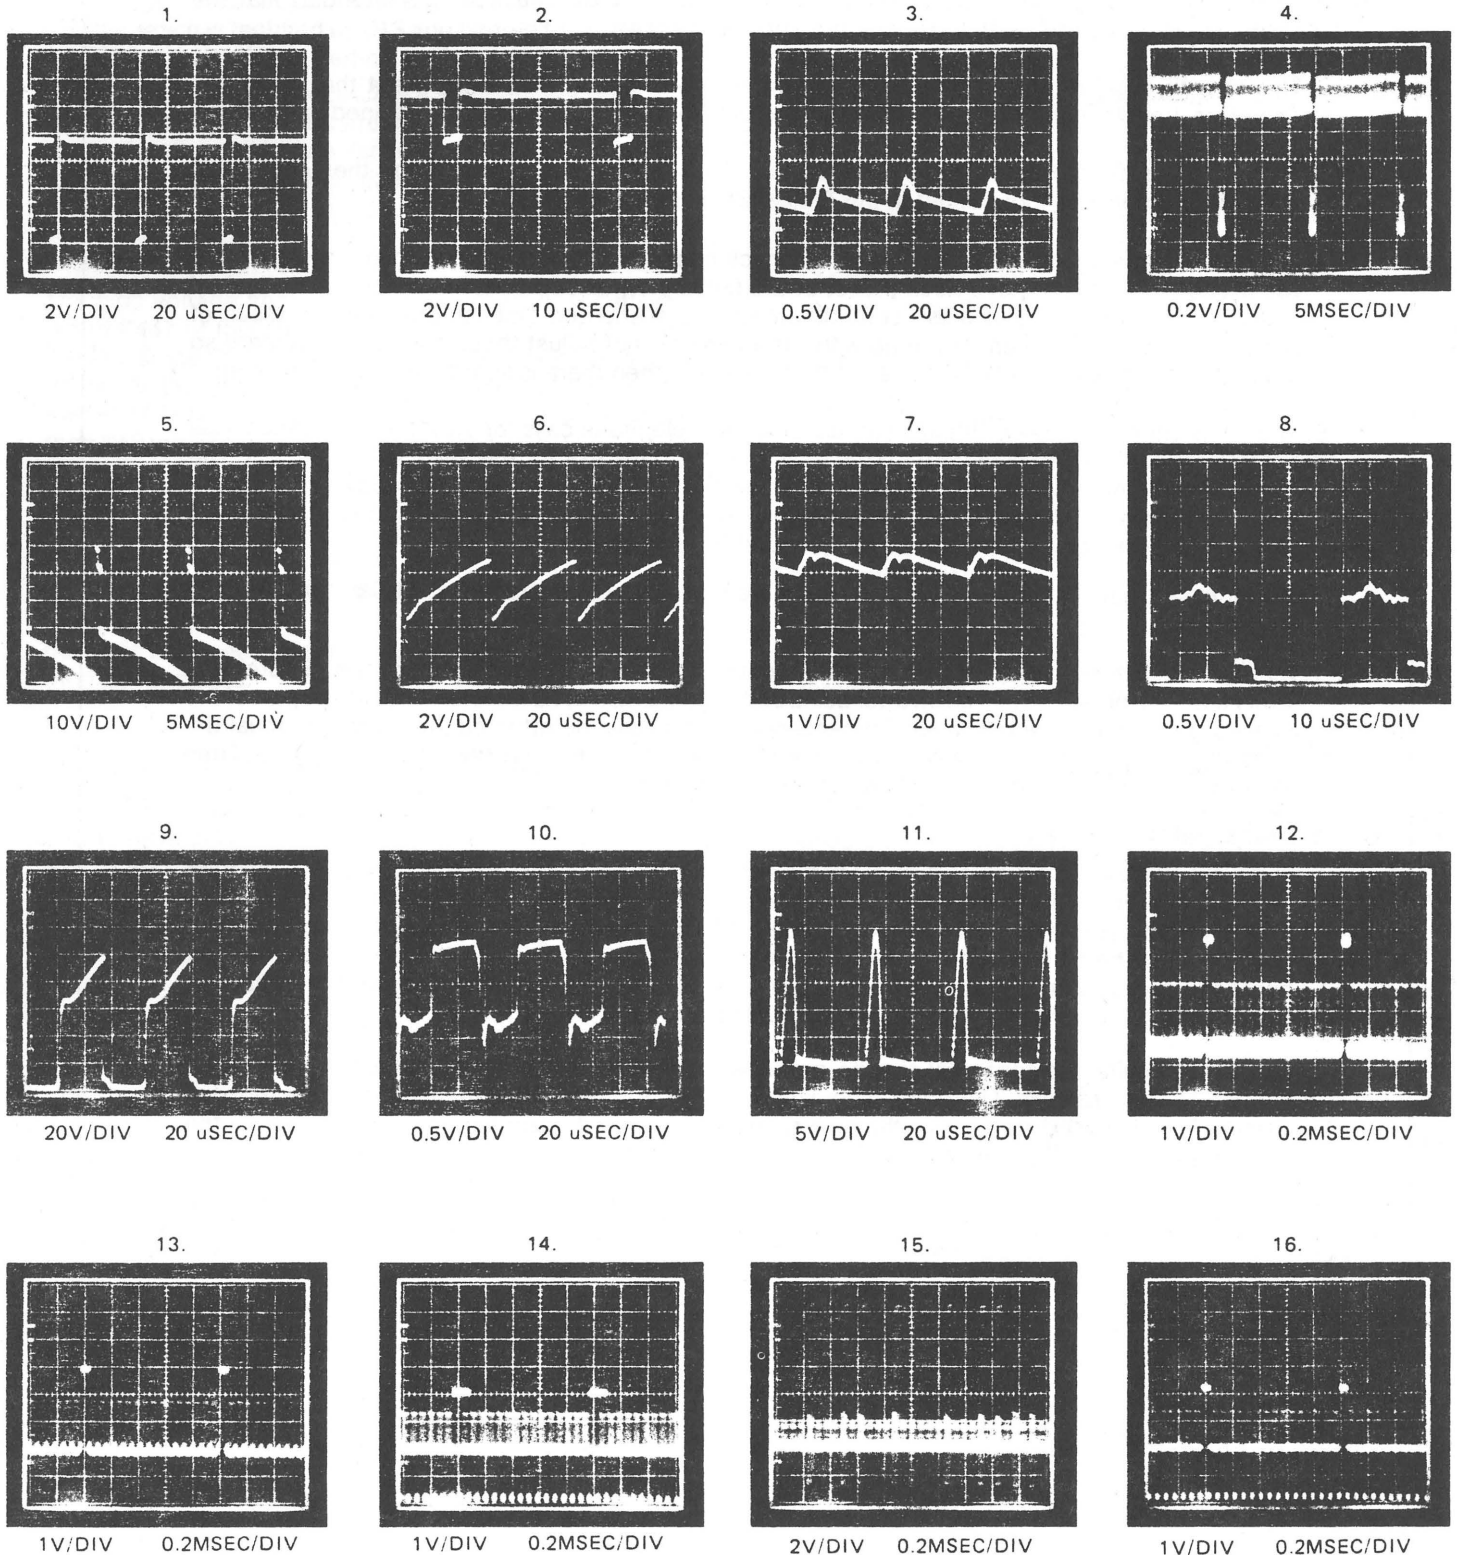 1.
2.
3.
4.
2V/DIV 20 uSEC/DIV
2V/DIV 10 uSEC/DIV
0.5V/DIV 20 uSEC/DIV
0.2V/DIV 5MSEC/DIV
5.
6.
7.
8.
10V/DIV 5MSEC/DIV
2V/DIV 20 uSEC/DIV
1V/DIV 20 uSEC/DIV
0.5V/DIV 10 uSEC/DIV
9.
10.
11.
12.
20V/DIV 20 uSEC/DIV
0.5V/DIV 20 uSEC/DIV
5V/DIV 20 uSEC/DIV
1V/DIV 0.2MSEC/DIV
13.
14.
15.
16.
1V/DIV 0.2MSEC/DIV
1V/DIV 0.2MSEC/DIV
2V/DIV 0.2MSEC/DIV
1V/DIV 0.2MSEC/DIV